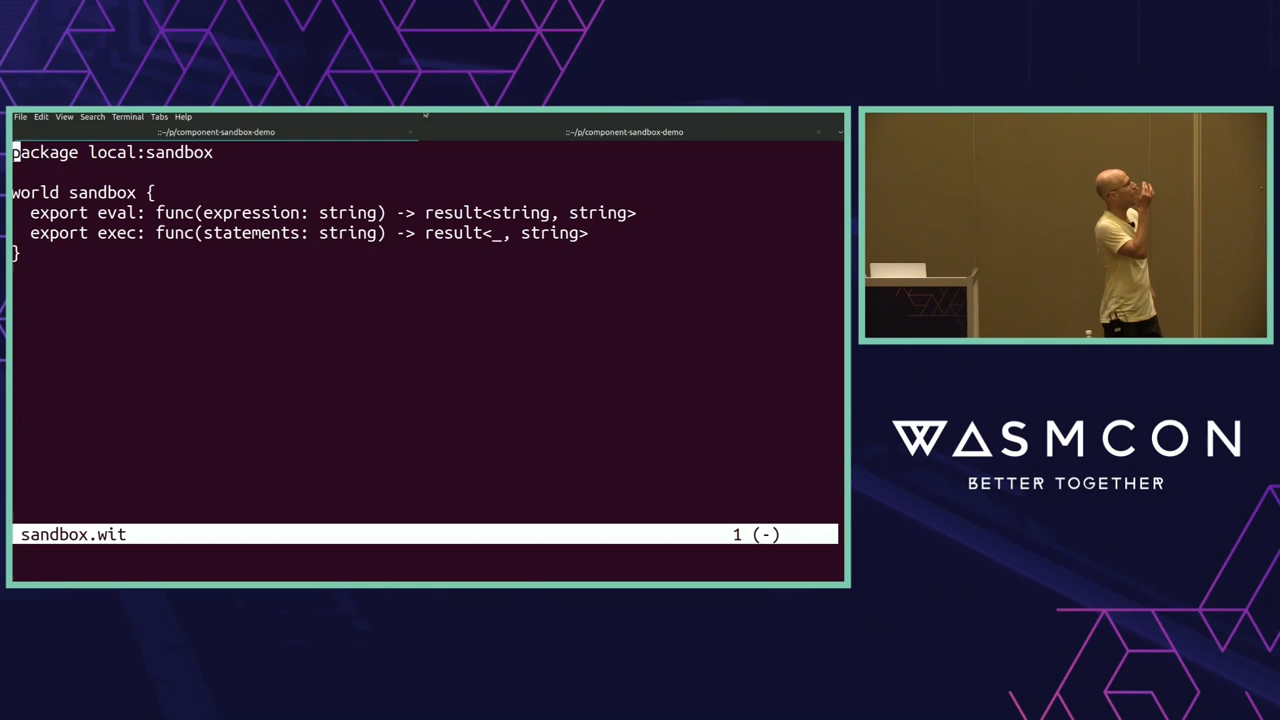 File Edit View Search Terminal Tabs Help
::~/p/component-sandbox-demo × ::~/p/component-sandbox-demo ×
package local:sandbox
world sandbox {
export eval: func(expression: string) -> result<string, string>
export exec: func(statements: string) -> result<_, string>
}
sandbox.wit 1 (-)
WASMCON
BETTER TOGETHER